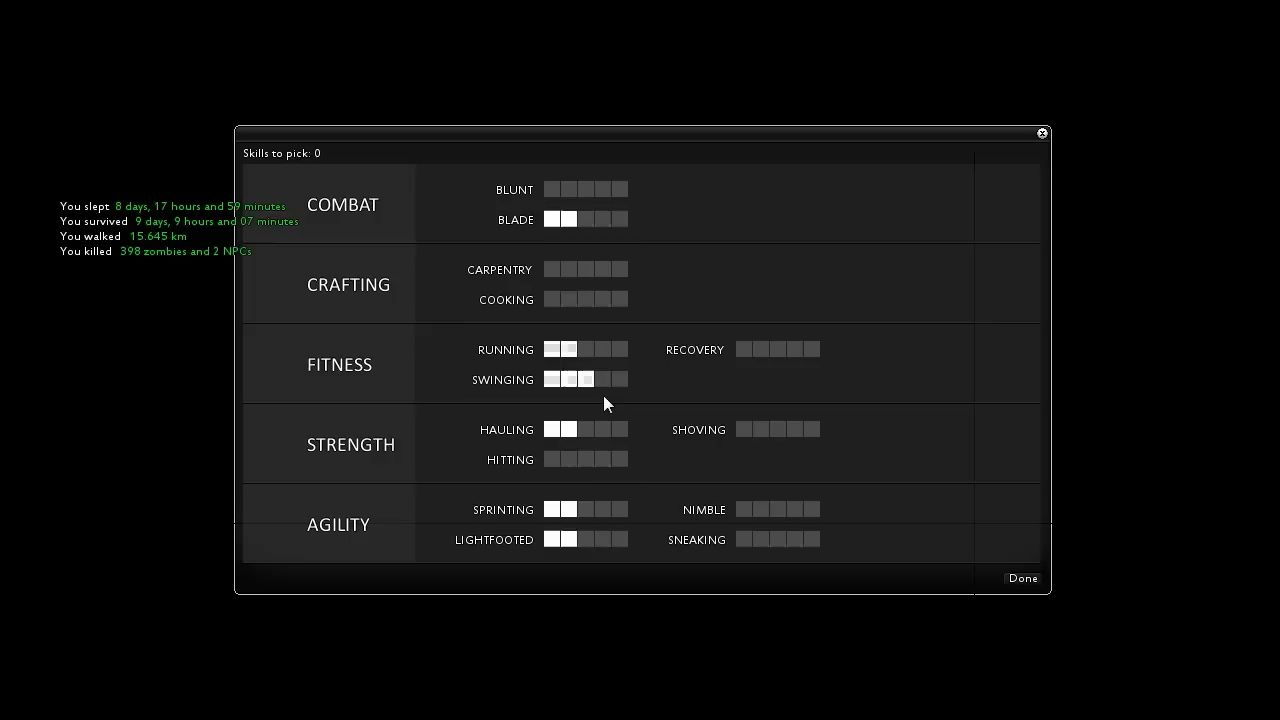 Skills to pick: 0
You slept 8 days, 17 hours and 59 minutes
You survived 9 days, 9 hours and 07 minutes
You walked 15.645 km
You killed 398 zombies and 2 NPCs
COMBAT
BLUNT
BLADE
CRAFTING
CARPENTRY
COOKING
FITNESS
RUNNING RECOVERY
SWINGING
STRENGTH
HAULING SHOVING
HITTING
AGILITY
SPRINTING NIMBLE
LIGHTFOOTED SNEAKING
Done